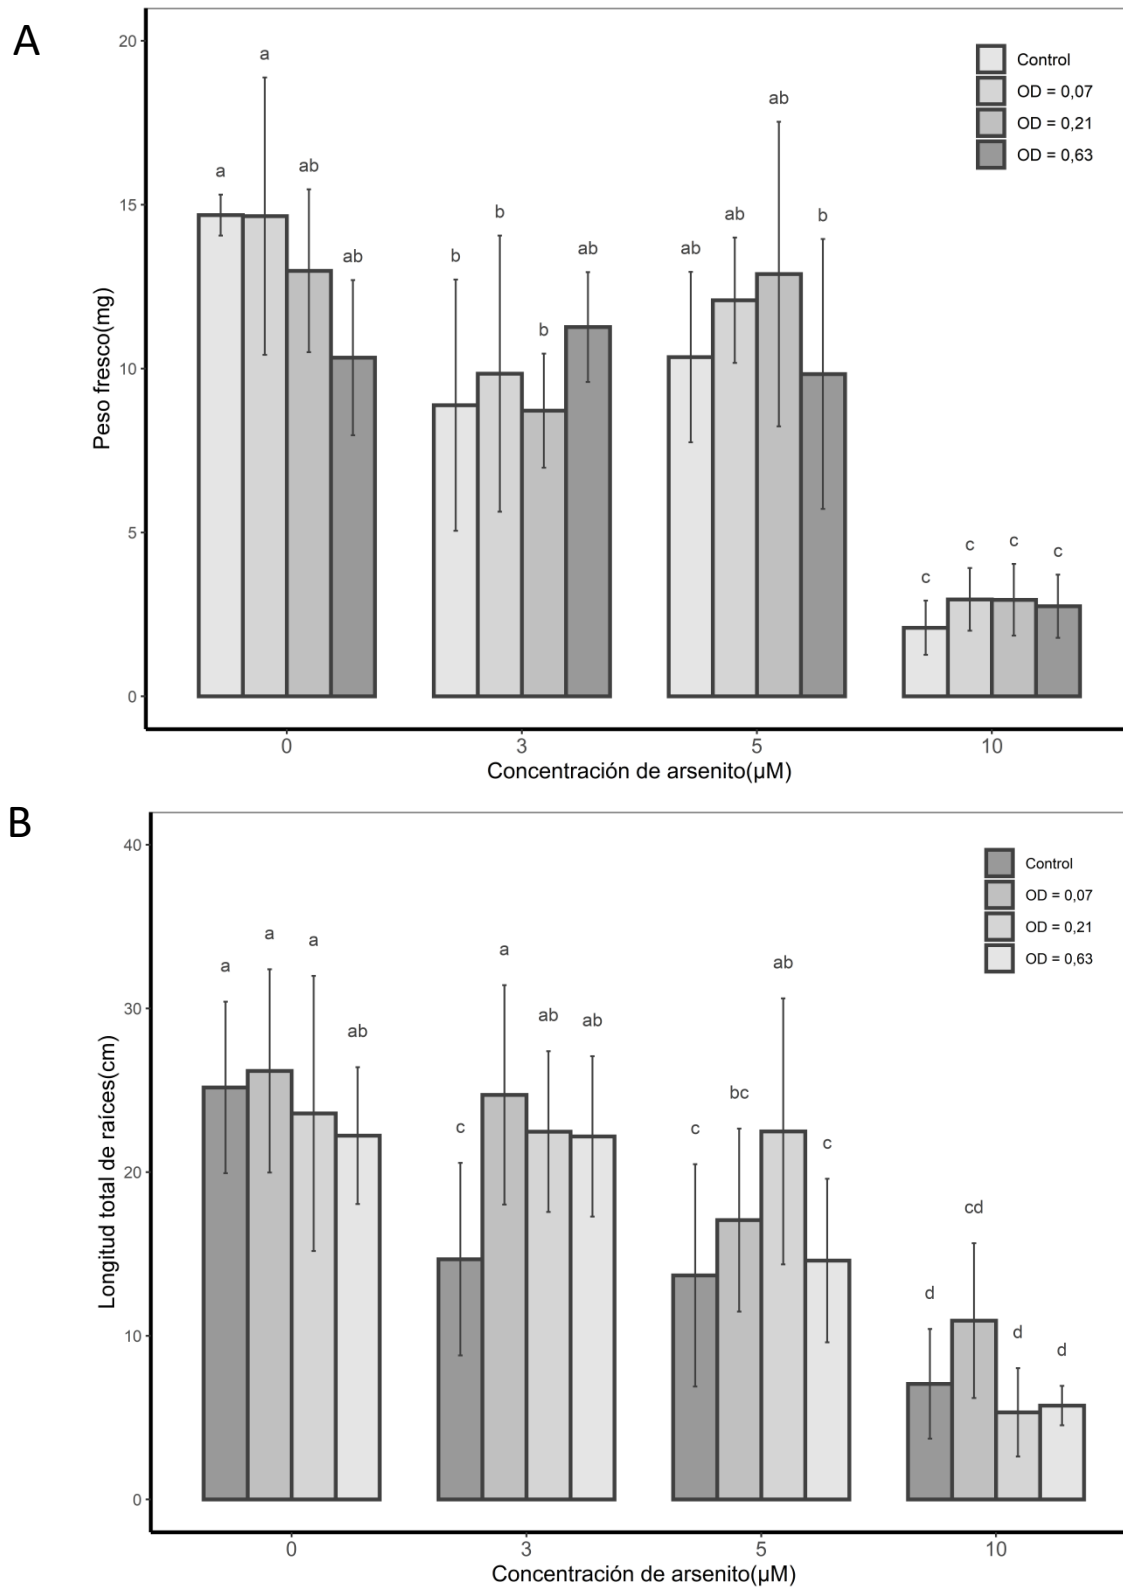 A
20
15
10
5
0
Peso fresco(mg)
a
a
ab
ab
b
b
b
ab
ab
ab
ab
b
c
c
c
c
Control
OD = 0,07
OD = 0,21
OD = 0,63
0
3
5
10
Concentración de arsenito(µM)
B
40
30
20
10
0
Longitud total de raíces(cm)
a
a
a
ab
c
a
ab
ab
c
bc
ab
c
d
cd
d
d
Control
OD = 0,07
OD = 0,21
OD = 0,63
0
3
5
10
Concentración de arsenito(µM)